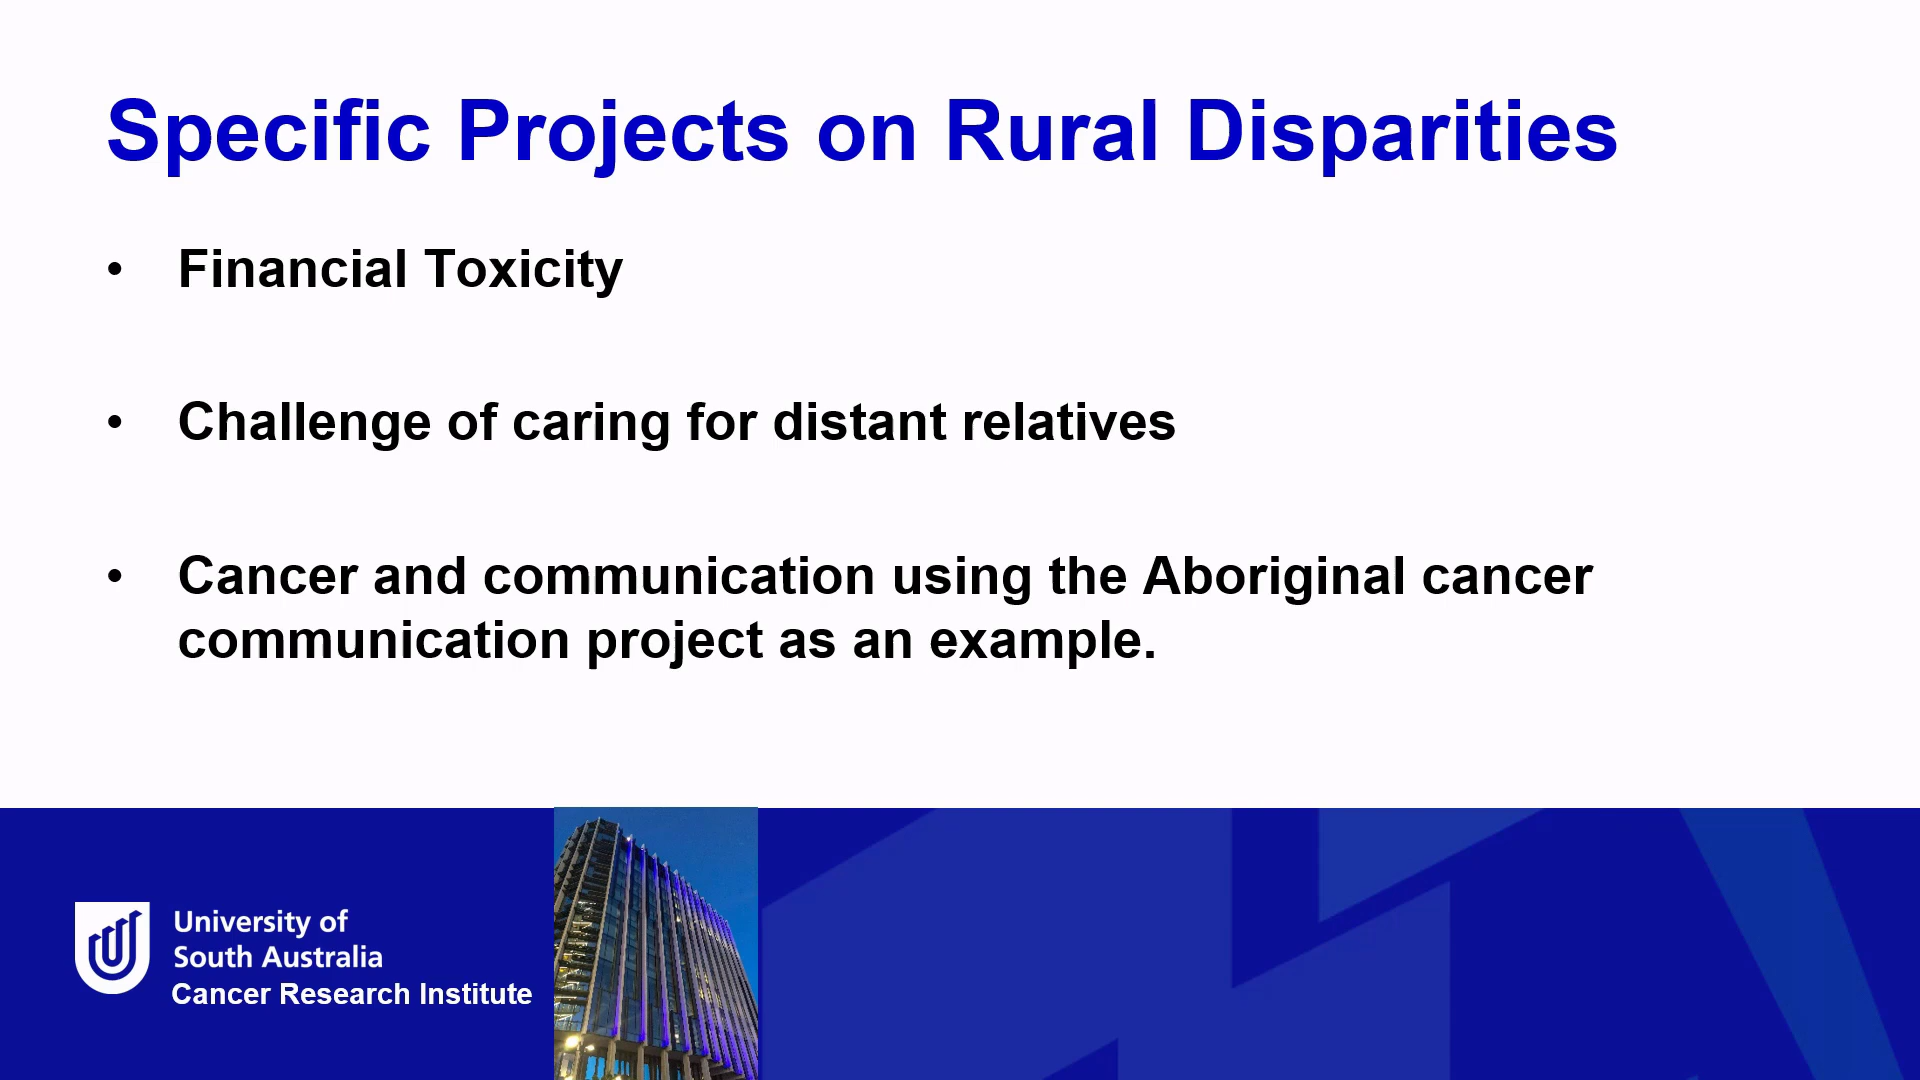 Specific Projects on Rural Disparities
• Financial Toxicity
• Challenge of caring for distant relatives
• Cancer and communication using the Aboriginal cancer
communication project as an example.
University of
South Australia
Cancer Research Institute